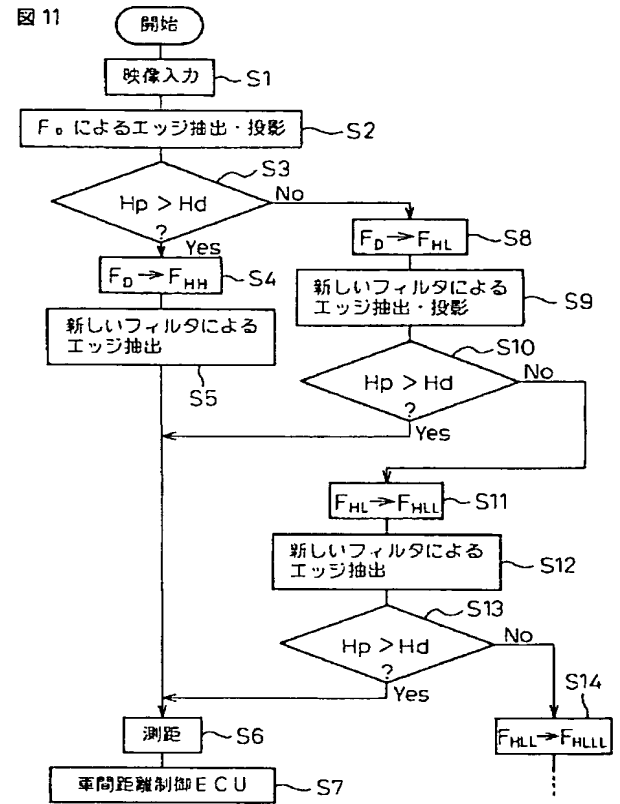 図 11
開始
映像入力
S1
F_D によるエッジ抽出・投影
S2
Hp > Hd
?
S3
No
Yes
F_D → F_HH
S4
新しいフィルタによる
エッジ抽出
S5
F_D → F_HL
S8
新しいフィルタによる
エッジ抽出・投影
S9
Hp > Hd
?
S10
No
Yes
F_HL → F_HLL
S11
新しいフィルタによる
エッジ抽出
S12
Hp > Hd
?
S13
No
Yes
F_HLL → F_HLLL
S14
測距
S6
車間距離制御ECU
S7